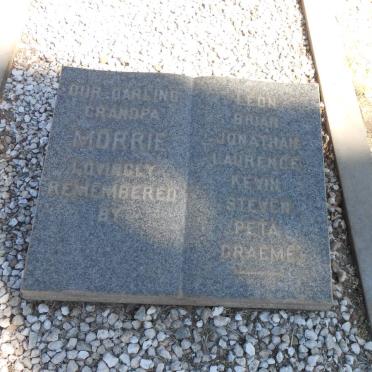 OUR DARLING
GRANDPA
MORRIE
LOVINGLY
REMEMBERED
BY
LEON
BRIAN
JONATHAN
LAURENCE
KEVIN
STEVEN
PETA
GRAEME